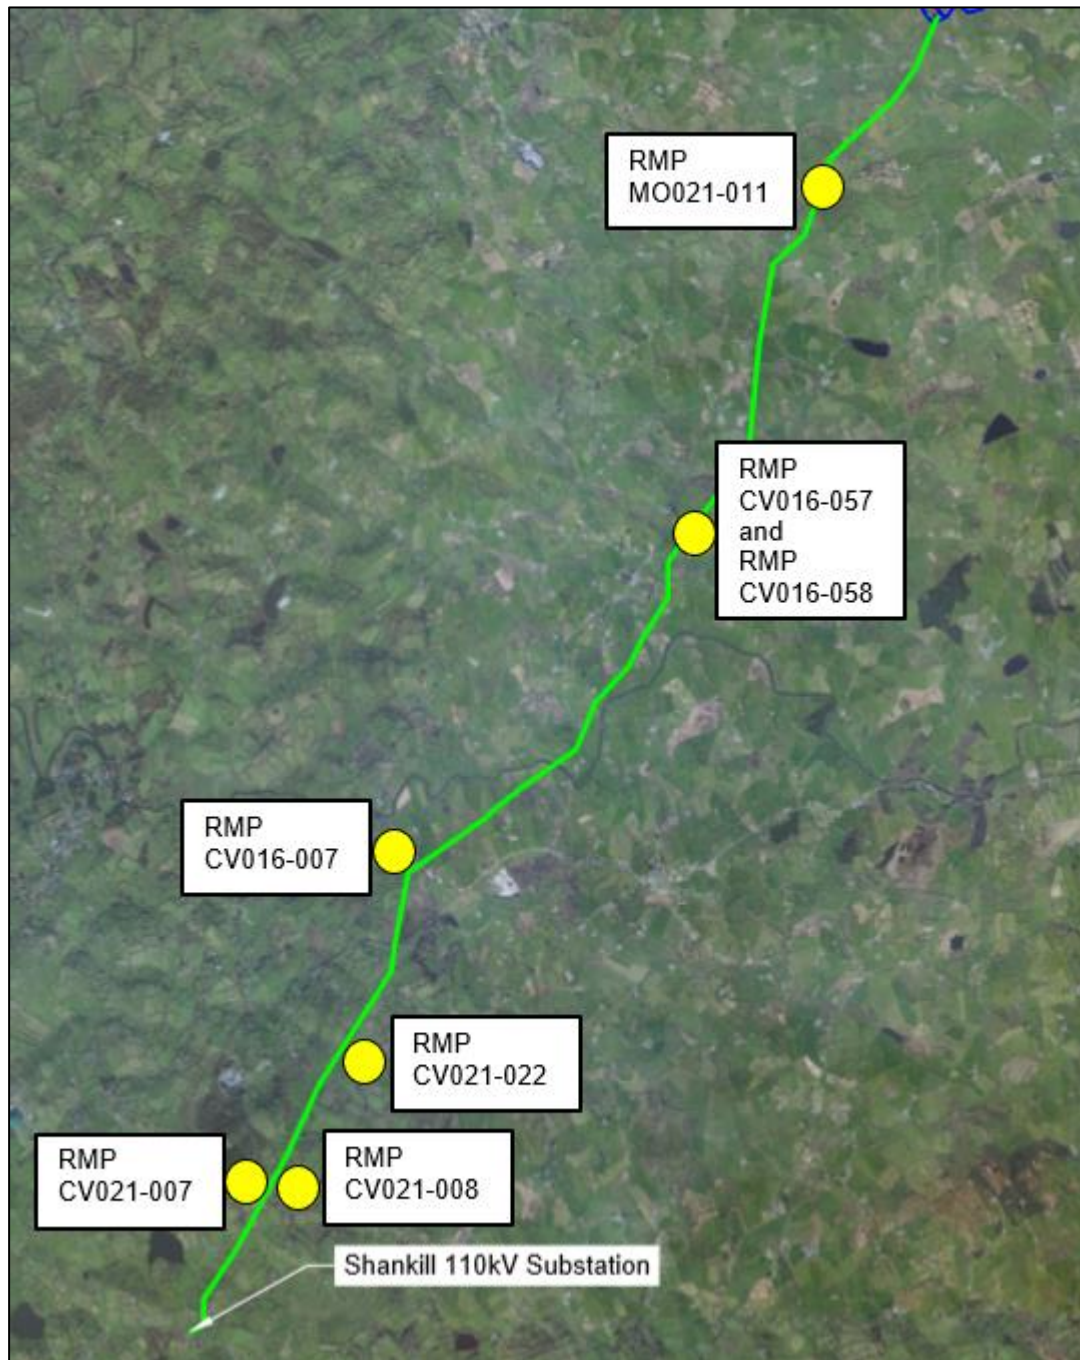 RMP
MO021-011
RMP
CV016-057
and
RMP
CV016-058
RMP
CV016-007
RMP
CV021-022
RMP
CV021-007
RMP
CV021-008
Shankill 110kV Substation